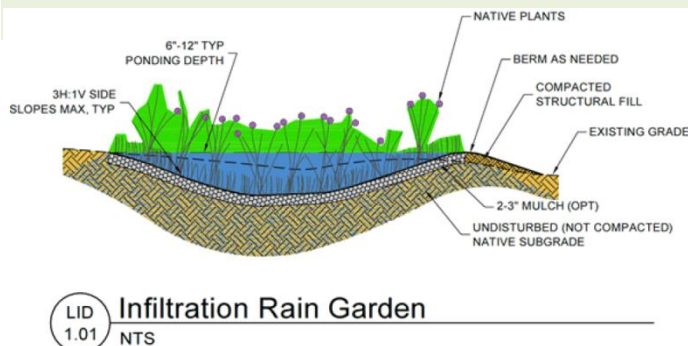 NATIVE PLANTS
6"-12" TYP
PONDING DEPTH
BERM AS NEEDED
3H:1V SIDE
SLOPES MAX, TYP
COMPACTED
STRUCTURAL FILL
EXISTING GRADE
2-3" MULCH (OPT)
UNDISTURBED (NOT COMPACTED)
NATIVE SUBGRADE
LID
1.01
Infiltration Rain Garden
NTS